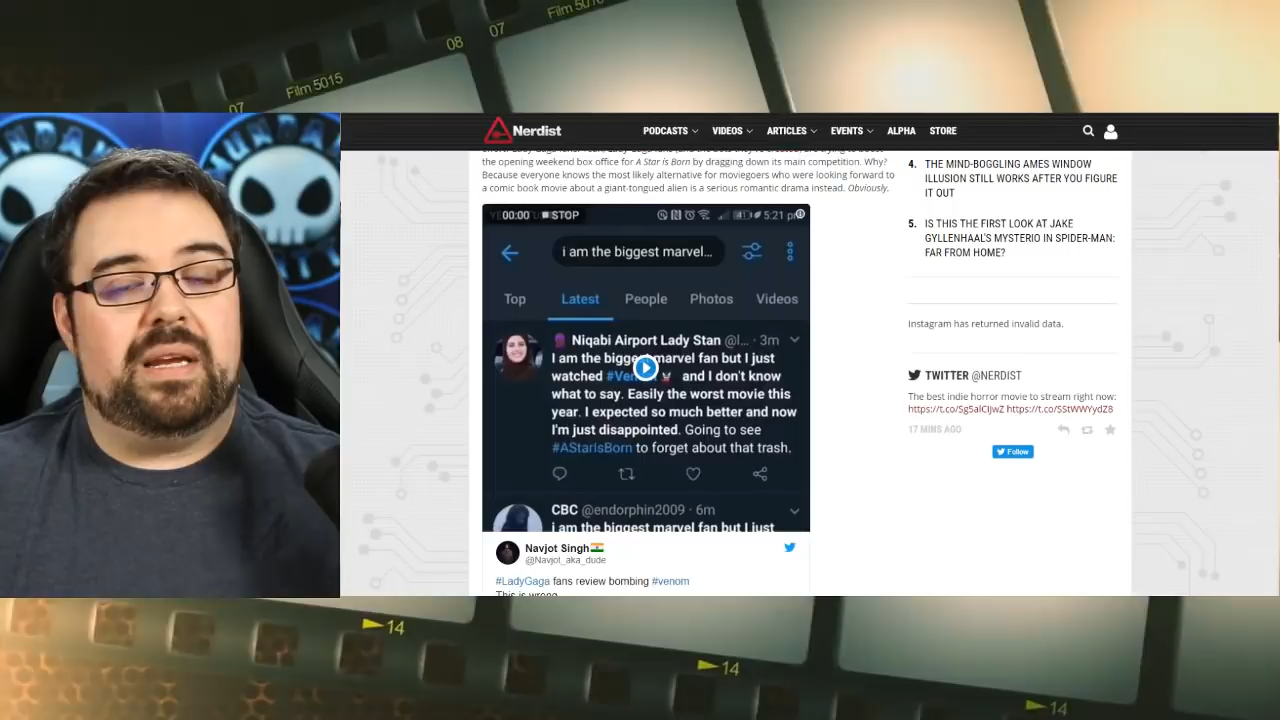 08
07
Film 5015
07
Film 5015
Nerdist
PODCASTS
VIDEOS
ARTICLES
EVENTS
ALPHA
STORE
the opening weekend box office for A Star is Born by dragging down its main competition. Why?
Because everyone knows the most likely alternative for moviegoers who were looking forward to
a comic book movie about a giant-tongued alien is a serious romantic drama instead. Obviously.
00:00 STOP
5:21
i am the biggest marvel...
Top
Latest
People
Photos
Videos
Niqabi Airport Lady Stan @l... · 3m
I am the biggest marvel fan but I just
watched and I don't know
what to say. Easily the worst movie this
year. I expected so much better and now
I'm just disappointed. Going to see
#AStarIsBorn to forget about that trash.
CBC @endorphin2009 · 6m
i am the biggest marvel fan but I just
Navjot Singh
@Navjot_aka_dude
#LadyGaga fans review bombing #venom
This is wrong
4. THE MIND-BOGGLING AMES WINDOW
ILLUSION STILL WORKS AFTER YOU FIGURE
IT OUT
5. IS THIS THE FIRST LOOK AT JAKE
GYLLENHAAL'S MYSTERIO IN SPIDER-MAN:
FAR FROM HOME?
Instagram has returned invalid data.
TWITTER @NERDIST
The best indie horror movie to stream right now:
17 MINS AGO
Follow
14
14
14